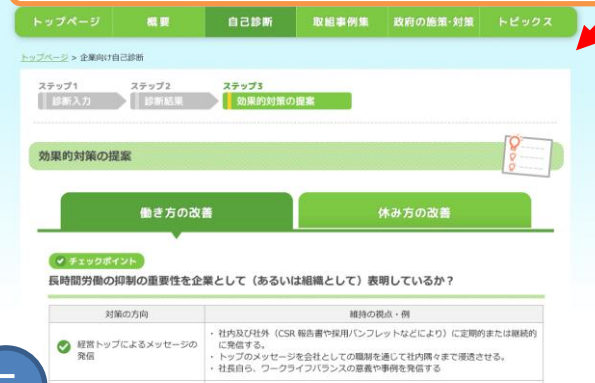 トップページ 概要 自己診断 取組事例集 政府の施策・対策 トピックス
トップページ > 企業向け自己診断
ステップ1 ステップ2 ステップ3
診断入力 診断結果 効果的対策の提案
効果的対策の提案
働き方の改善 休み方の改善
チェックポイント
長時間労働の抑制の重要性を企業として（あるいは組織として）表明しているか？
対策の方向 維持の視点・例
経営トップによるメッセージの
発信
・ 社内及び社外（CSR 報告書や採用パンフレットなどにより）に定期的または継続的
に発信する。
・ トップのメッセージを会社としての職制を通じて社内隅々まで浸透させる。
・ 社長自ら、ワークライフバランスの意義や事例を発信する